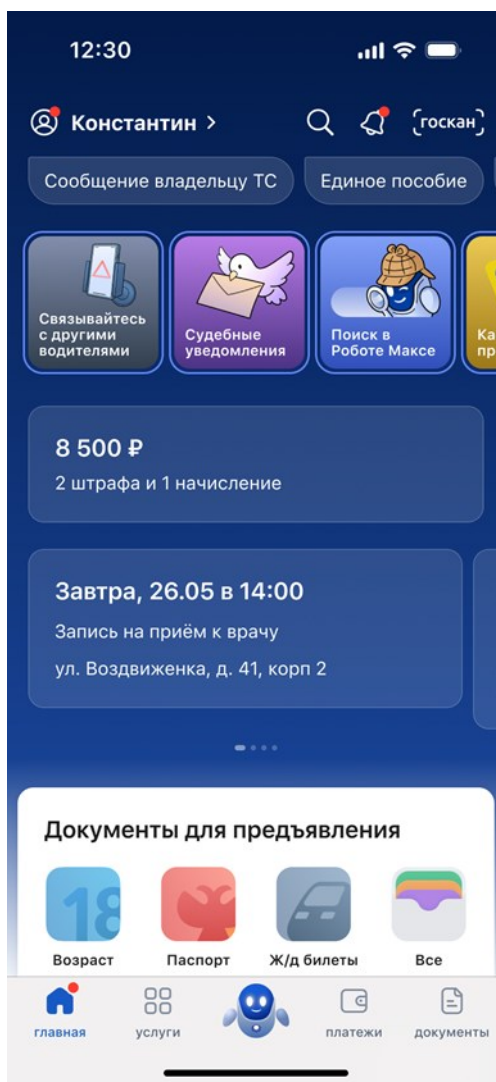 12:30
Константин >
[госкан]
Сообщение владельцу ТС
Единое пособие
Связывайтесь
с другими
водителями
Судебные
уведомления
Поиск в
Роботе Максе
Ка
пр
8 500 ₽
2 штрафа и 1 начисление
Завтра, 26.05 в 14:00
Запись на приём к врачу
ул. Воздвиженка, д. 41, корп 2
Документы для предъявления
18
Возраст
Паспорт
Ж/д билеты
Все
главная
услуги
платежи
документы